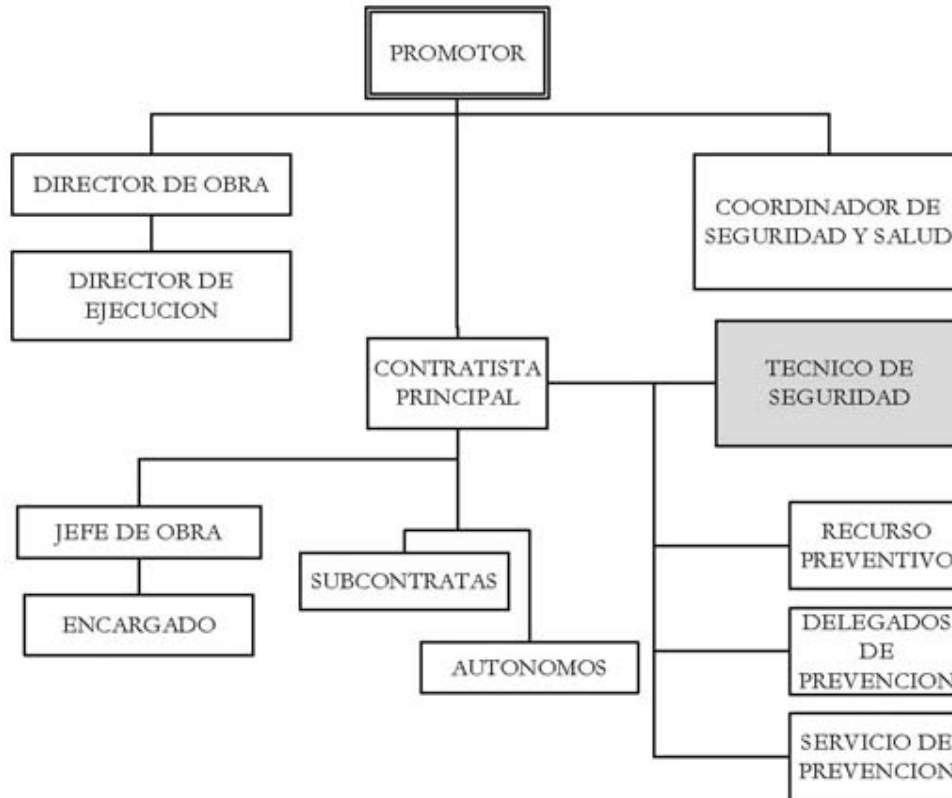 PROMOTOR
DIRECTOR DE OBRA
COORDINADOR DE
SEGURIDAD Y SALUD
DIRECTOR DE
EJECUCION
CONTRATISTA
PRINCIPAL
TECNICO DE
SEGURIDAD
JEFE DE OBRA
ENCARGADO
SUBCONTRATAS
AUTONOMOS
RECURSO
PREVENTIVO
DELEGADOS
DE
PREVENCION
SERVICIO DE
PREVENCION